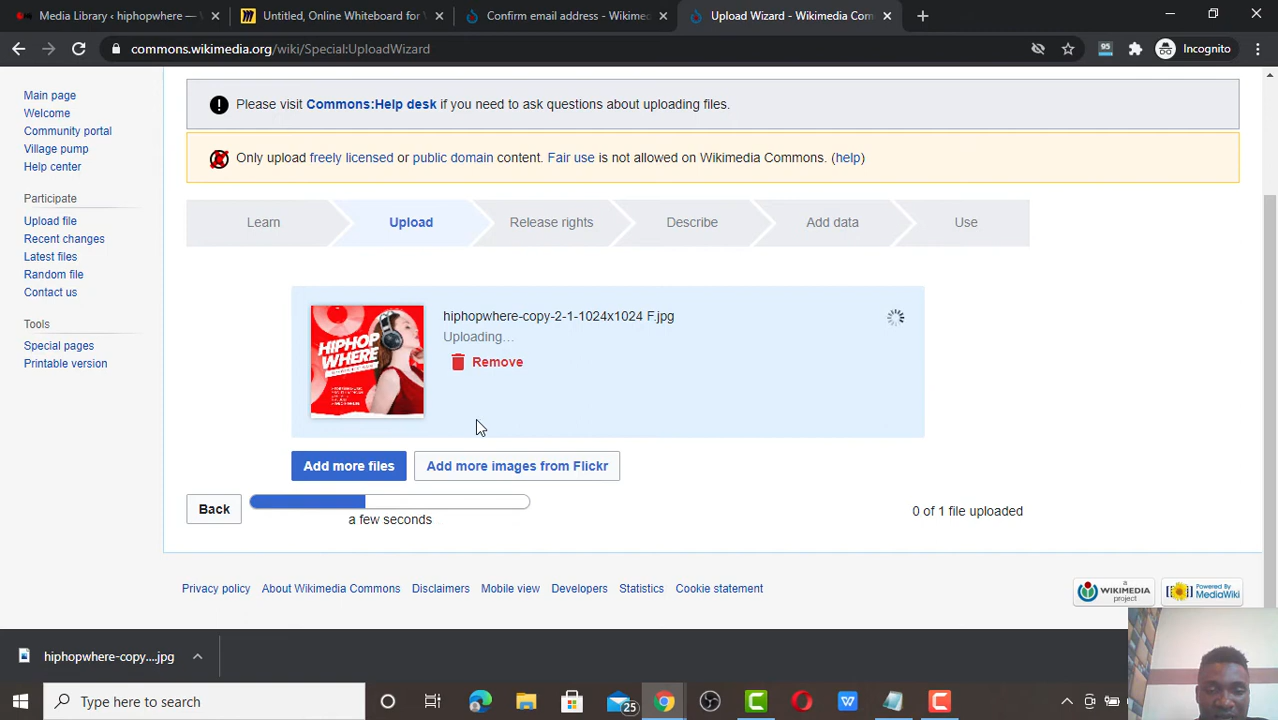 Media Library ‹ hiphopwhere —
Untitled, Online Whiteboard for V
Confirm email address - Wikimed
Upload Wizard - Wikimedia Com
commons.wikimedia.org/wiki/Special:UploadWizard
95
Incognito
Main page
Welcome
Community portal
Village pump
Help center
Participate
Upload file
Recent changes
Latest files
Random file
Contact us
Tools
Special pages
Printable version
Please visit Commons:Help desk if you need to ask questions about uploading files.
Only upload freely licensed or public domain content. Fair use is not allowed on Wikimedia Commons. (help)
Learn
Upload
Release rights
Describe
Add data
Use
HIPHOP
WHERE
hiphopwhere-copy-2-1-1024x1024 F.jpg
Uploading…
Remove
Add more files
Add more images from Flickr
Back
a few seconds
0 of 1 file uploaded
Privacy policy
About Wikimedia Commons
Disclaimers
Mobile view
Developers
Statistics
Cookie statement
a
WIKIMEDIA
project
Powered By
MediaWiki
hiphopwhere-copy....jpg
Type here to search
25